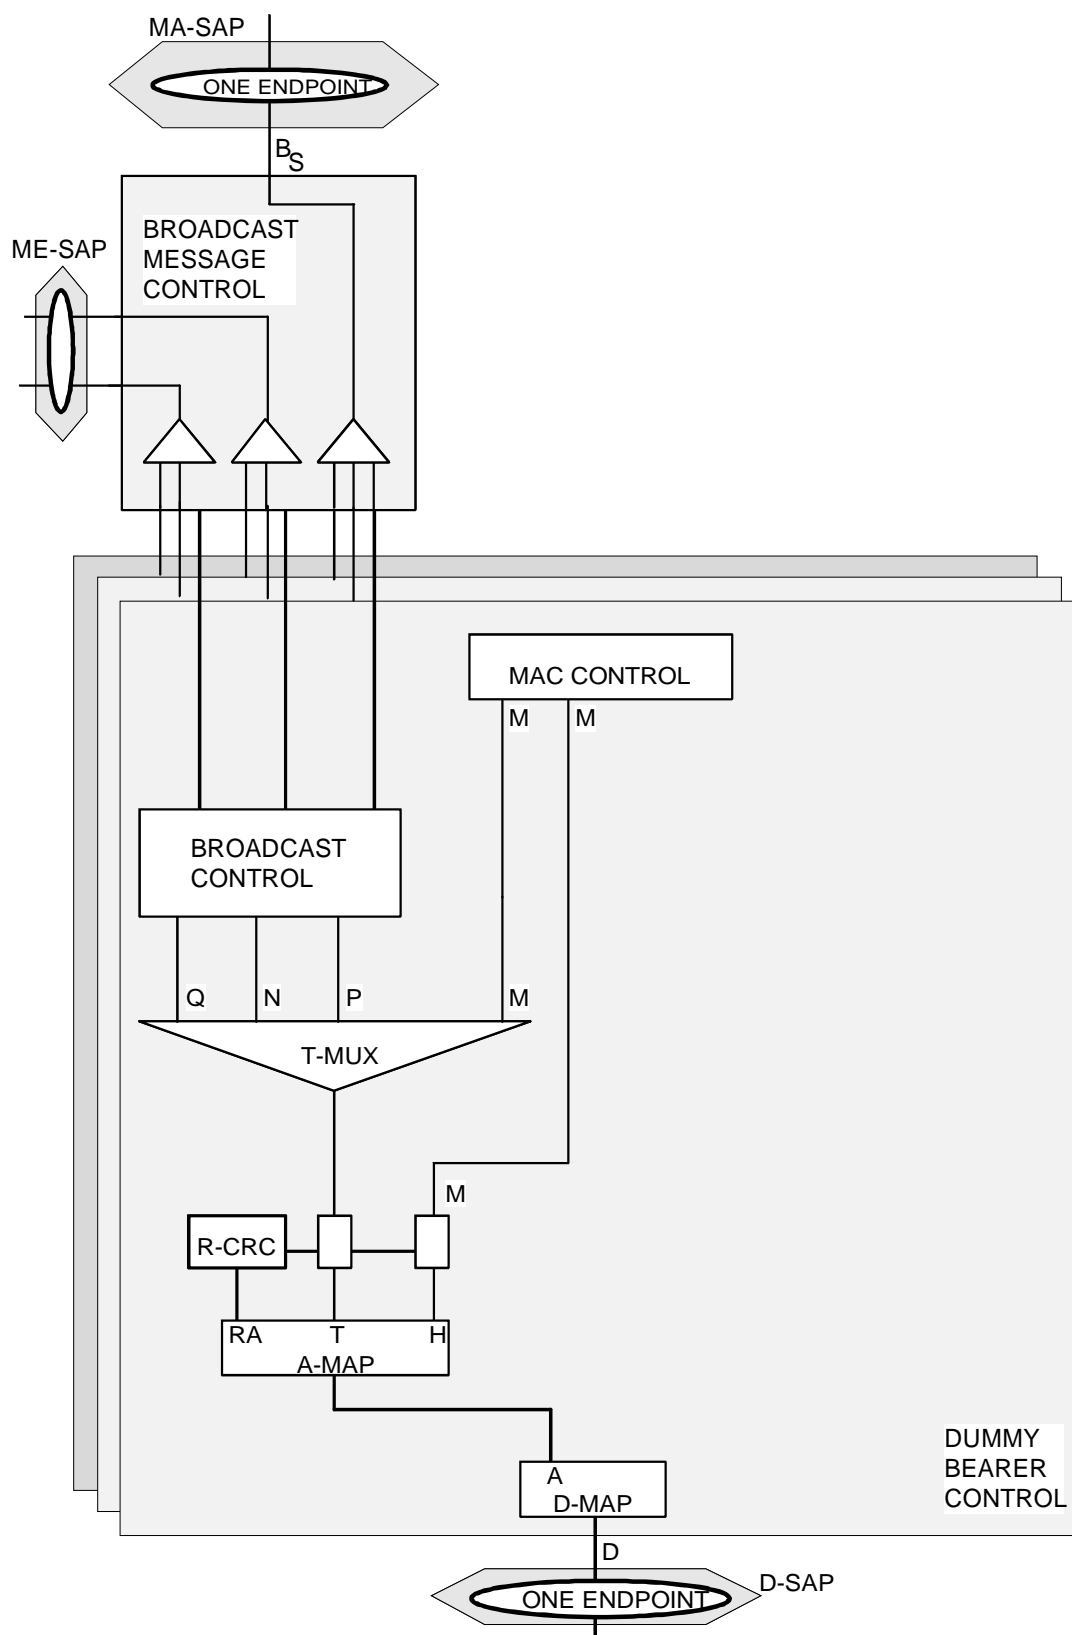 MA-SAP
ONE ENDPOINT
BS
BROADCAST
MESSAGE
CONTROL
ME-SAP
MAC CONTROL
M M
BROADCAST
CONTROL
Q N P M
T-MUX
M
R-CRC
RA T H
A-MAP
DUMMY
BEARER
CONTROL
A
D-MAP
D
D-SAP
ONE ENDPOINT